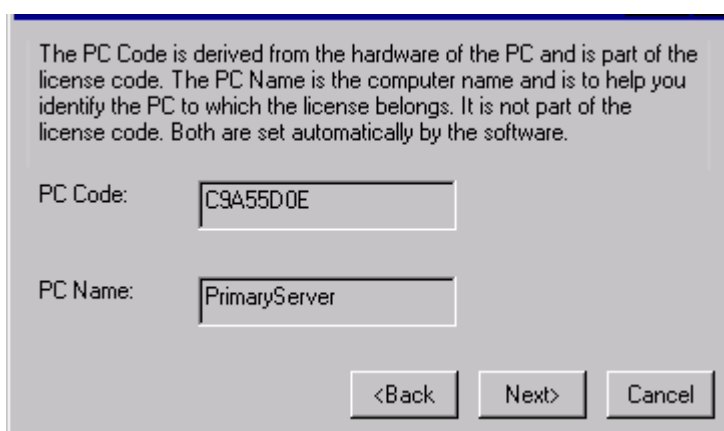 The PC Code is derived from the hardware of the PC and is part of the
license code. The PC Name is the computer name and is to help you
identify the PC to which the license belongs. It is not part of the
license code. Both are set automatically by the software.
PC Code: C9A55D0E
PC Name: PrimaryServer
<Back Next> Cancel